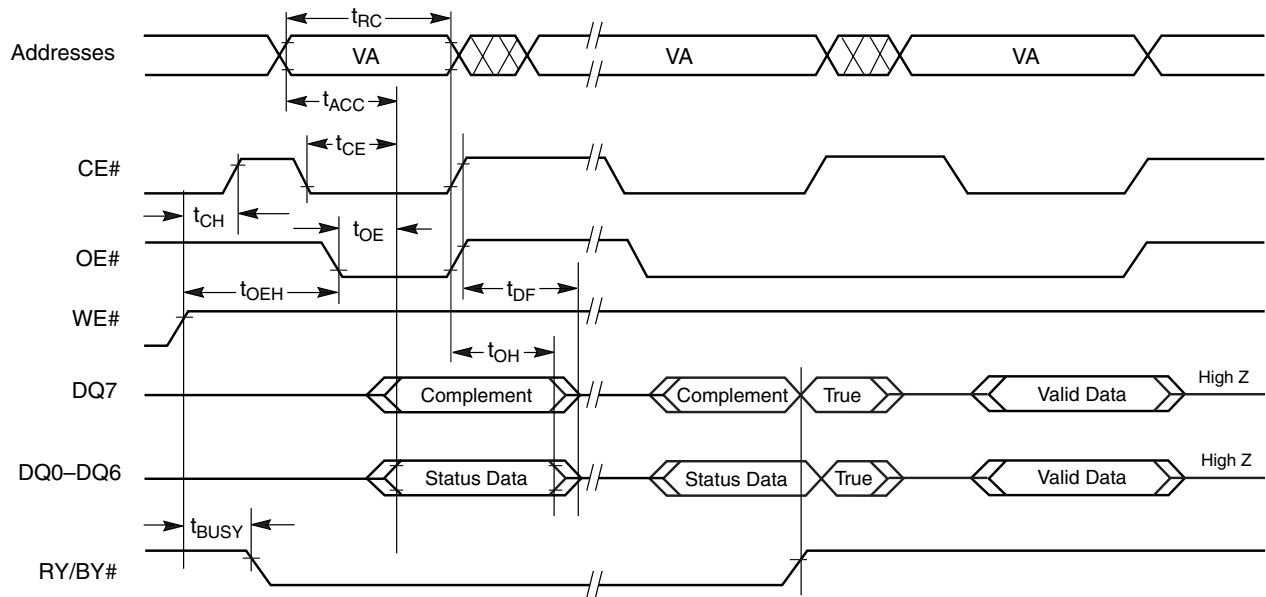 tRC
Addresses VA VA VA
tACC
tCE
CE#
tCH tOE
OE#
tOEH tDF
WE#
tOH
DQ7 Complement Complement True Valid Data High Z
DQ0–DQ6 Status Data Status Data True Valid Data High Z
tBUSY
RY/BY#